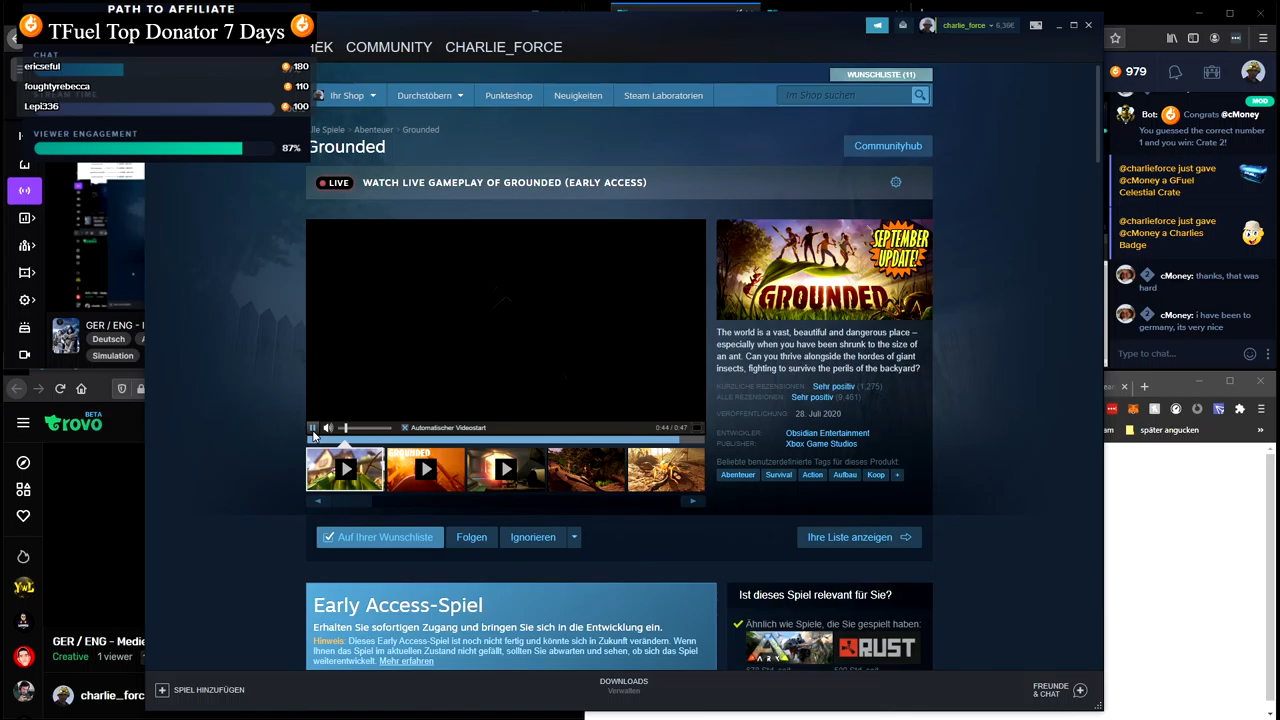 PATH TO AFFILIATE
TFuel Top Donator 7 Days
CHAT
ericseful 180
foughtyrebecca 110
STREAM TIME
Lepi336 100
VIEWER ENGAGEMENT
87%
GER / ENG -
Deutsch
Simulation
BETA
rovo
GER / ENG - Medie
Creative 1 viewer
charlie_forc
charlie_force 6,39€
HEK COMMUNITY CHARLIE_FORCE
WUNSCHLISTE (11)
Ihr Shop
Durchstöbern
Punkteshop
Neuigkeiten
Steam Laboratorien
Im Shop suchen
lle Spiele > Abenteuer > Grounded
Grounded
Communityhub
LIVE
WATCH LIVE GAMEPLAY OF GROUNDED (EARLY ACCESS)
Automatischer Videostart
0:44 / 0:47
GROUNDED
SEPTEMBER
UPDATE!
GROUNDED
The world is a vast, beautiful and dangerous place –
especially when you have been shrunk to the size of
an ant. Can you thrive alongside the hordes of giant
insects, fighting to survive the perils of the backyard?
KÜRZLICHE REZENSIONEN: Sehr positiv (1,275)
ALLE REZENSIONEN: Sehr positiv (9,461)
VERÖFFENTLICHUNG: 28. Juli 2020
ENTWICKLER: Obsidian Entertainment
PUBLISHER: Xbox Game Studios
Beliebte benutzerdefinierte Tags für dieses Produkt:
Abenteuer Survival Action Aufbau Koop +
Auf Ihrer Wunschliste
Folgen
Ignorieren
Ihre Liste anzeigen
Early Access-Spiel
Erhalten Sie sofortigen Zugang und bringen Sie sich in die Entwicklung ein.
Hinweis: Dieses Early Access-Spiel ist noch nicht fertig und könnte sich in Zukunft verändern. Wenn
Ihnen das Spiel im aktuellen Zustand nicht gefällt, sollten Sie abwarten und sehen, ob sich das Spiel
weiterentwickelt. Mehr erfahren
Ist dieses Spiel relevant für Sie?
Ähnlich wie Spiele, die Sie gespielt haben:
ARK
RUST
SPIEL HINZUFÜGEN
DOWNLOADS
Verwalten
FREUNDE
& CHAT
979
MOD
Bot: Congrats @cMoney
You guessed the correct number
1 and you win: Crate 2!
@charlieforce just gave
@cMoney a GFuel
Celestial Crate
@charlieforce just gave
@cMoney a Charlies
Badge
cMoney: thanks, that was
hard
cMoney: i have been to
germany, its very nice
Type to chat...